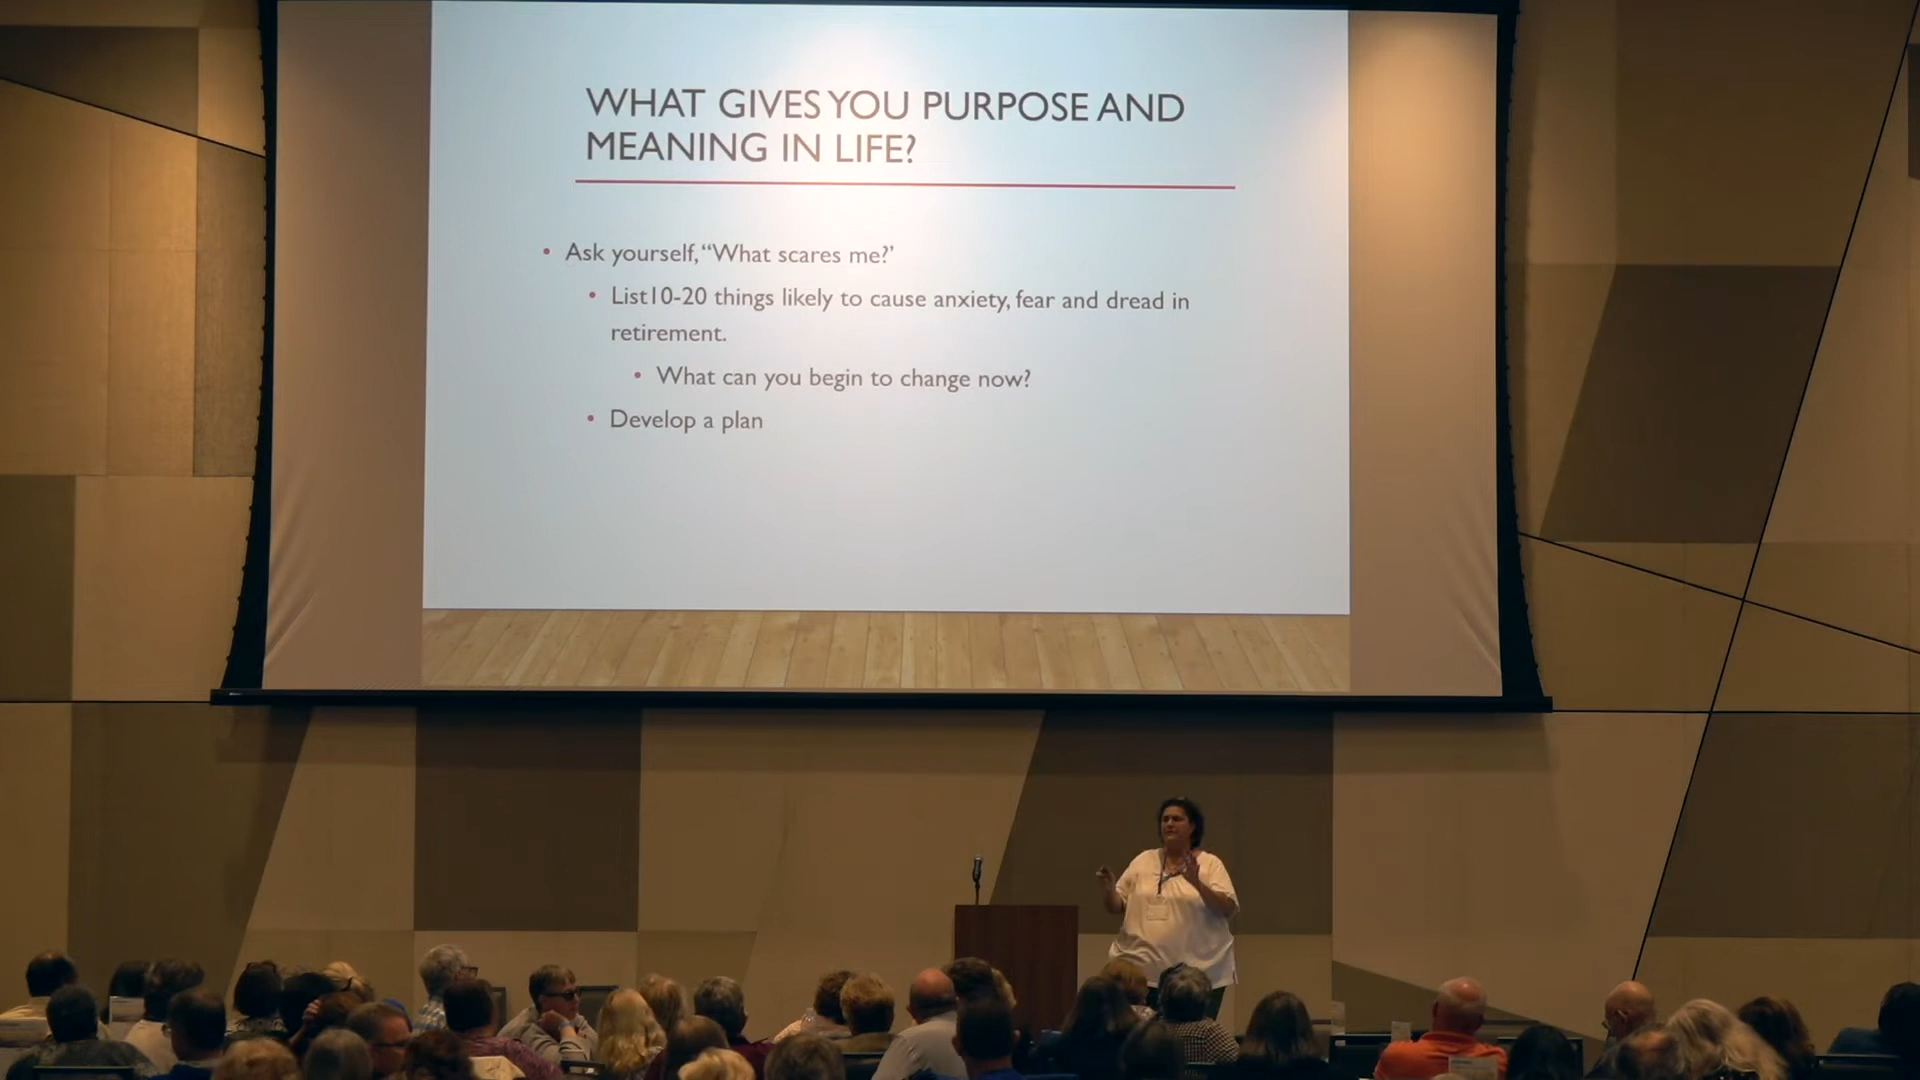 WHAT GIVES YOU PURPOSE AND
MEANING IN LIFE?
• Ask yourself, “What scares me?’
• List10-20 things likely to cause anxiety, fear and dread in
retirement.
• What can you begin to change now?
• Develop a plan